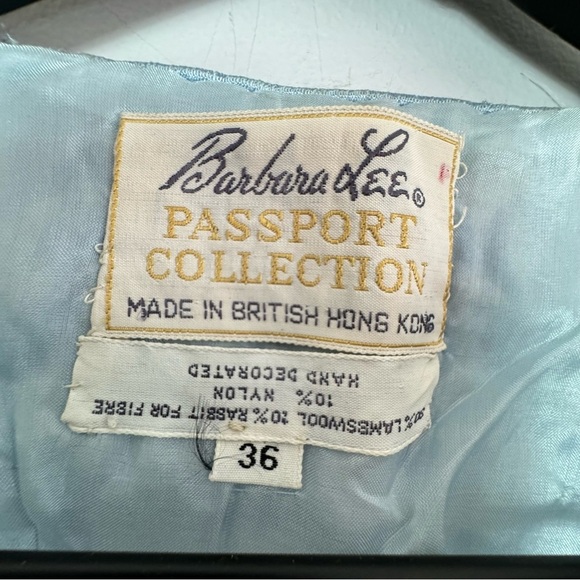 Barbara Lee®
PASSPORT
COLLECTION
MADE IN BRITISH HONG KONG
80% LAMBSWOOL 10% RABBIT FOR FIBRE
10% NYLON
HAND DECORATED
36